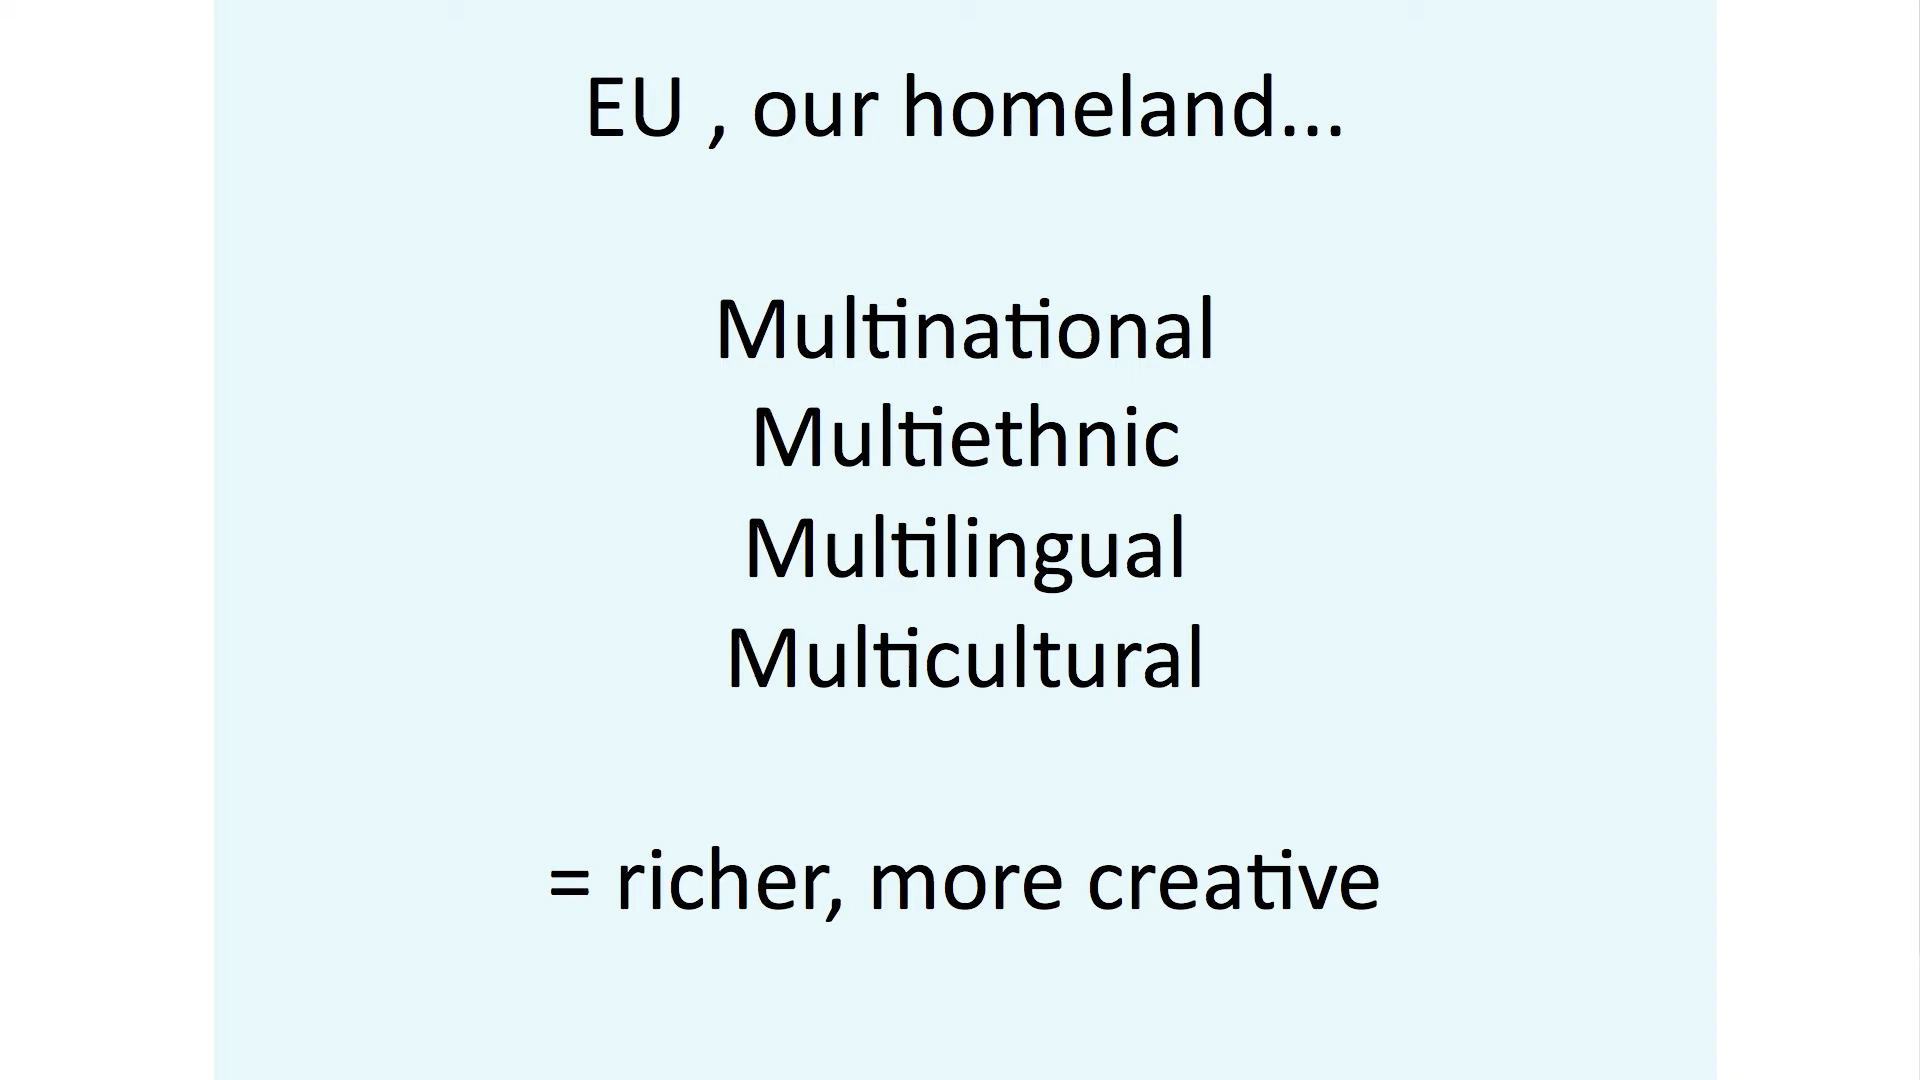 EU , our homeland...
Multinational
Multiethnic
Multilingual
Multicultural
= richer, more creative